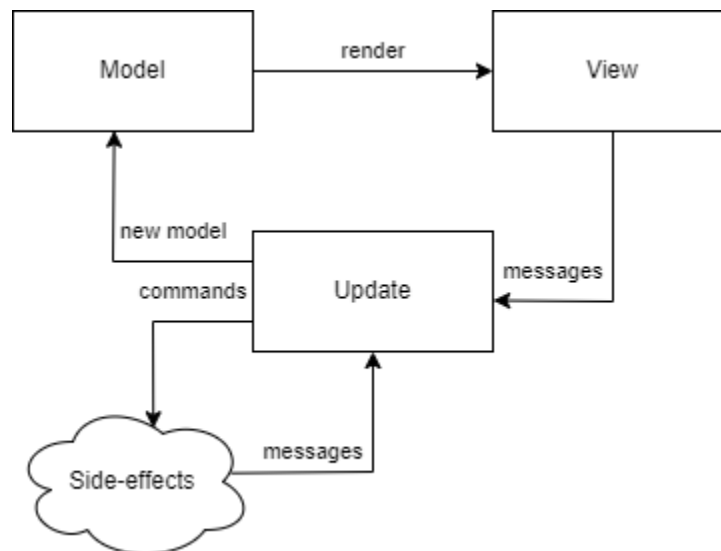 Model
render
View
new model
commands
Update
messages
Side-effects
messages